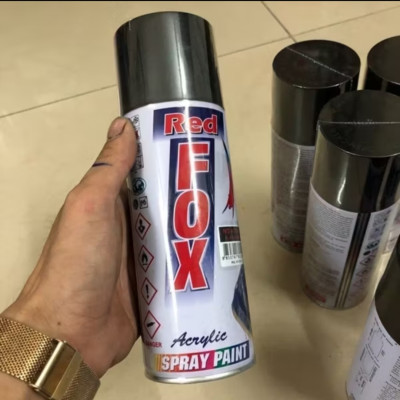 Red
FOX
Acrylic
SPRAY PAINT